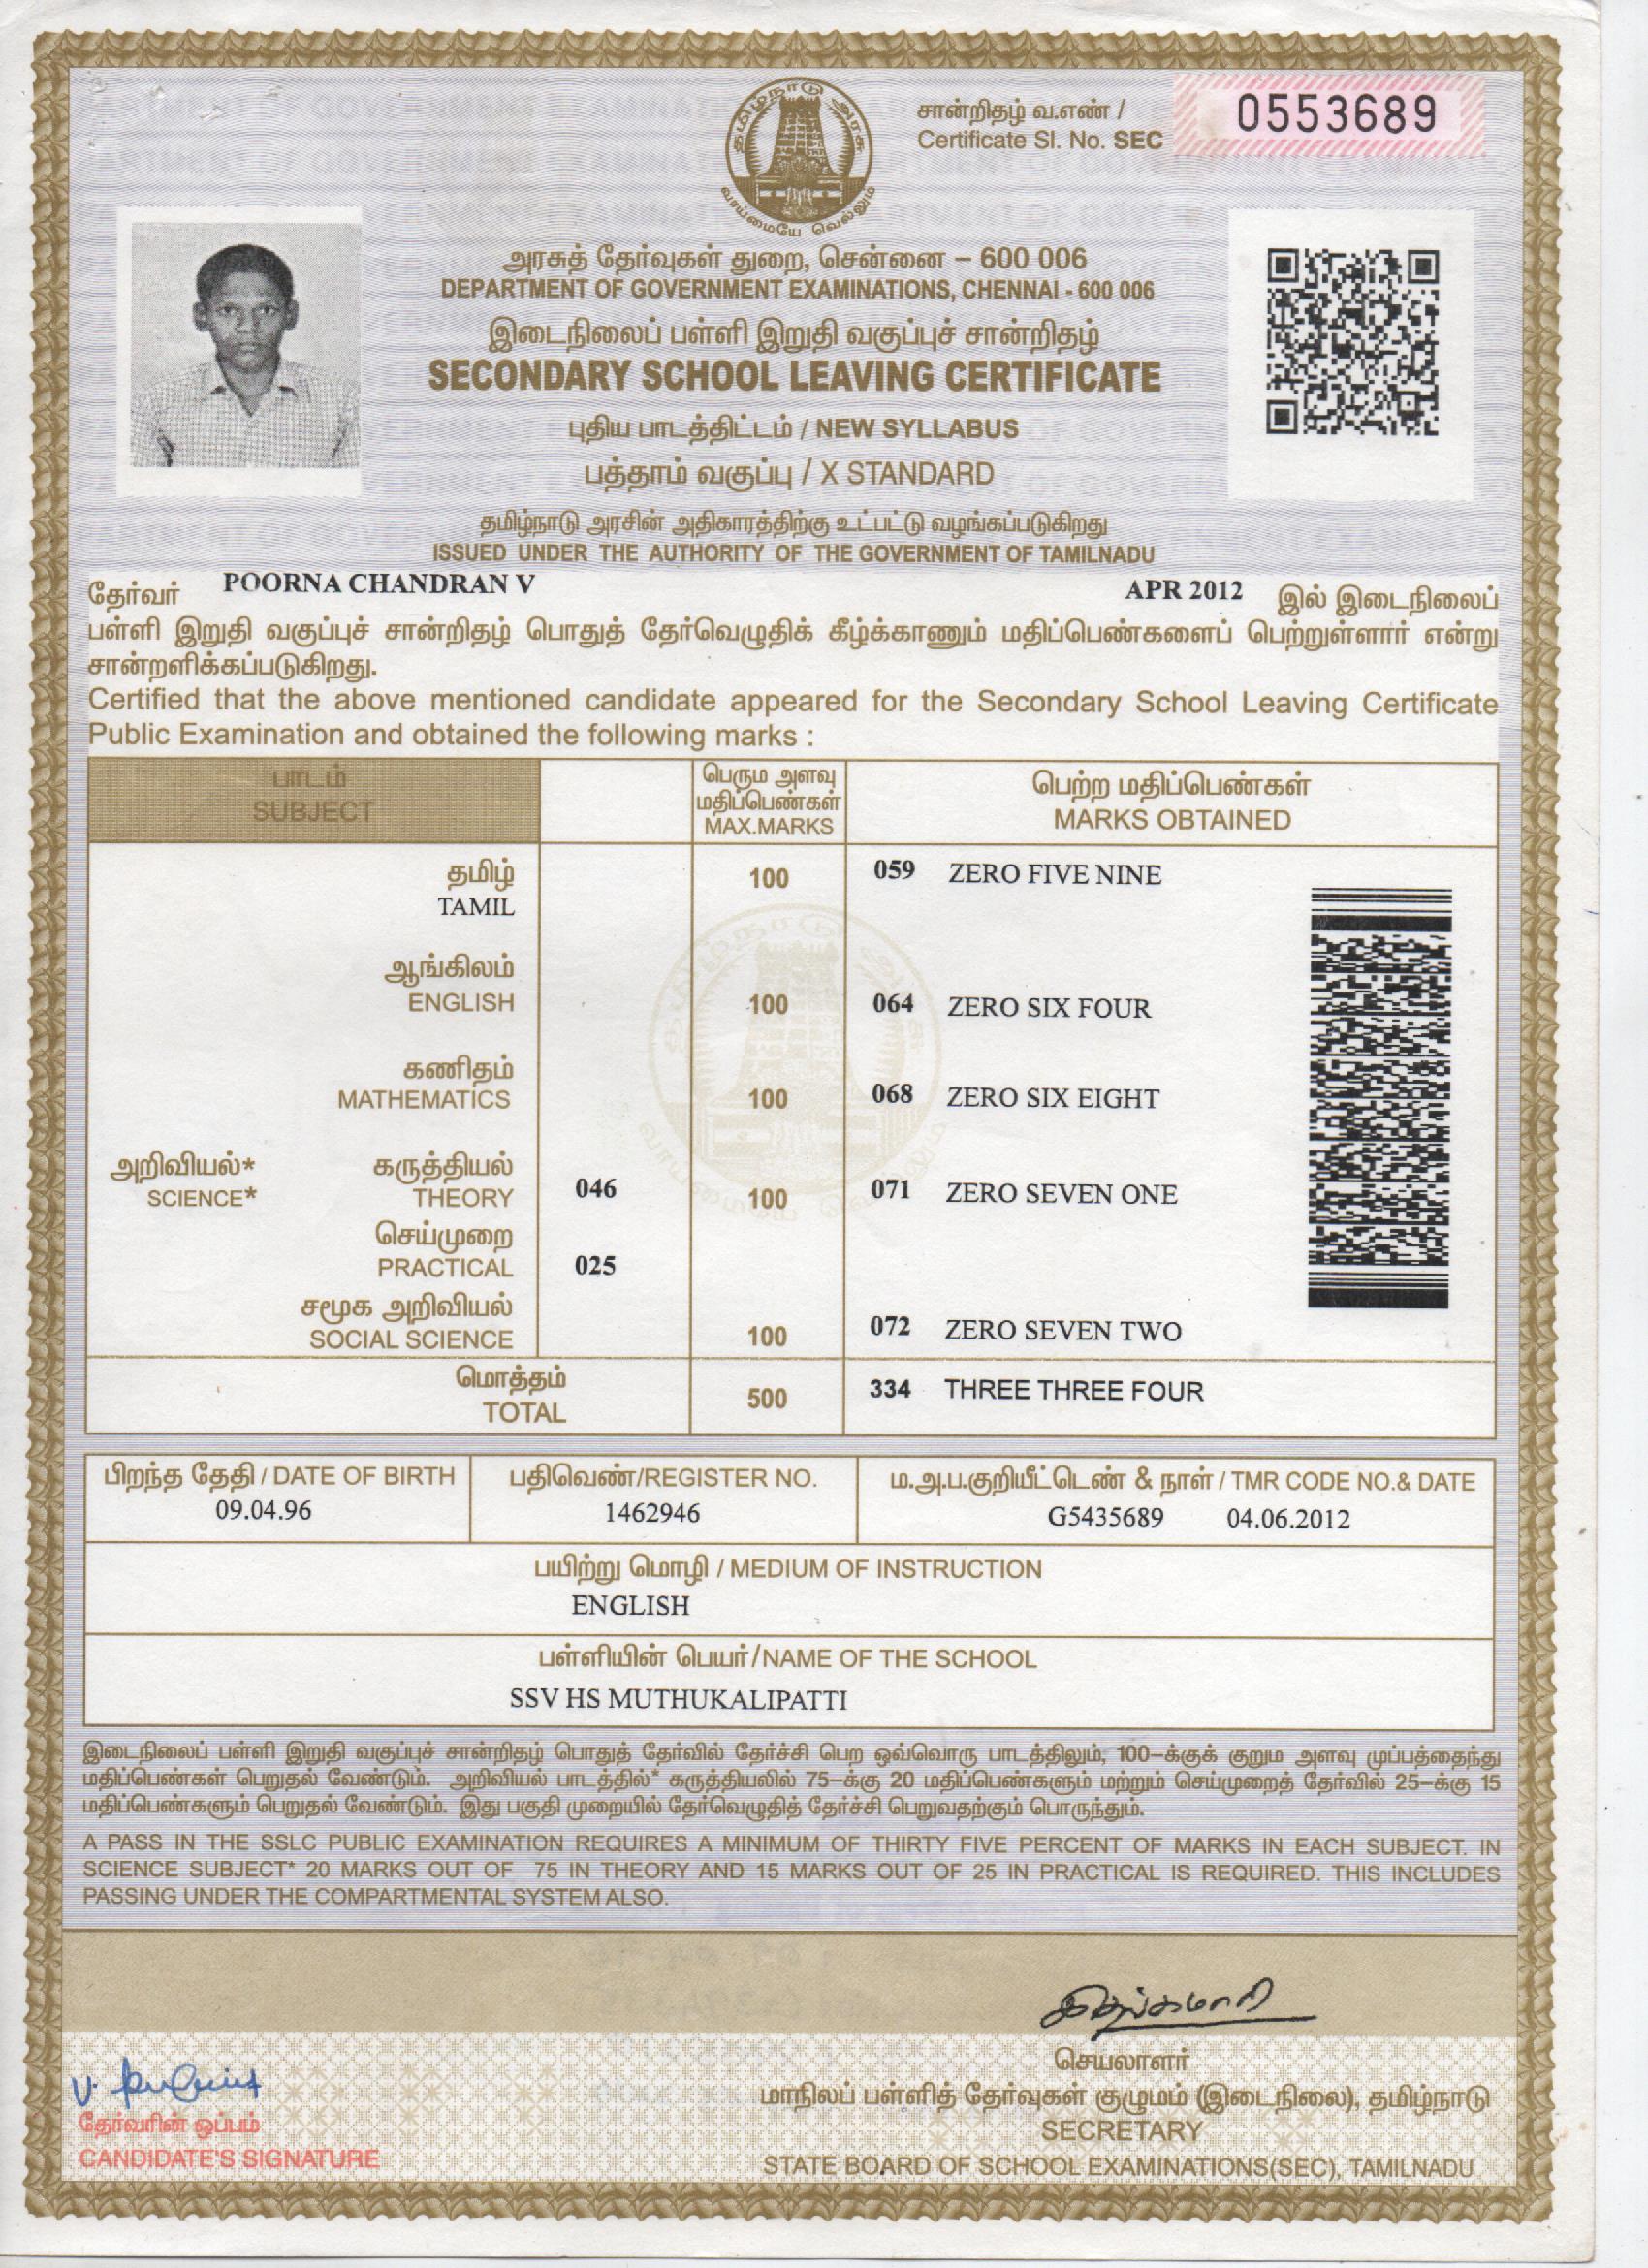 தமிழ்நாடு அரசு
வாய்மையே வெல்லும்
சான்றிதழ் வ.எண் /
Certificate Sl. No. SEC
0553689
அரசுத் தேர்வுகள் துறை, சென்னை – 600 006
DEPARTMENT OF GOVERNMENT EXAMINATIONS, CHENNAI - 600 006
இடைநிலைப் பள்ளி இறுதி வகுப்புச் சான்றிதழ்
SECONDARY SCHOOL LEAVING CERTIFICATE
புதிய பாடத்திட்டம் / NEW SYLLABUS
பத்தாம் வகுப்பு / X STANDARD
தமிழ்நாடு அரசின் அதிகாரத்திற்கு உட்பட்டு வழங்கப்படுகிறது
ISSUED UNDER THE AUTHORITY OF THE GOVERNMENT OF TAMILNADU
தேர்வர் POORNA CHANDRAN V APR 2012 இல் இடைநிலைப்
பள்ளி இறுதி வகுப்புச் சான்றிதழ் பொதுத் தேர்வெழுதிக் கீழ்க்காணும் மதிப்பெண்களைப் பெற்றுள்ளார் என்று
சான்றளிக்கப்படுகிறது.
Certified that the above mentioned candidate appeared for the Secondary School Leaving Certificate
Public Examination and obtained the following marks :
பாடம்
SUBJECT
பெரும அளவு
மதிப்பெண்கள்
MAX.MARKS
பெற்ற மதிப்பெண்கள்
MARKS OBTAINED
தமிழ்
TAMIL 100 059 ZERO FIVE NINE
ஆங்கிலம்
ENGLISH 100 064 ZERO SIX FOUR
கணிதம்
MATHEMATICS 100 068 ZERO SIX EIGHT
அறிவியல்* கருத்தியல்
SCIENCE* THEORY 046 100 071 ZERO SEVEN ONE
செய்முறை
PRACTICAL 025
சமூக அறிவியல்
SOCIAL SCIENCE 100 072 ZERO SEVEN TWO
மொத்தம்
TOTAL 500 334 THREE THREE FOUR
பிறந்த தேதி / DATE OF BIRTH
09.04.96
பதிவெண்/REGISTER NO.
1462946
ம.அ.ப.குறியீட்டெண் & நாள் / TMR CODE NO.& DATE
G5435689 04.06.2012
பயிற்று மொழி / MEDIUM OF INSTRUCTION
ENGLISH
பள்ளியின் பெயர்/NAME OF THE SCHOOL
SSV HS MUTHUKALIPATTI
இடைநிலைப் பள்ளி இறுதி வகுப்புச் சான்றிதழ் பொதுத் தேர்வில் தேர்ச்சி பெற ஒவ்வொரு பாடத்திலும், 100–க்குக் குறும அளவு முப்பத்தைந்து
மதிப்பெண்கள் பெறுதல் வேண்டும். அறிவியல் பாடத்தில்* கருத்தியலில் 75–க்கு 20 மதிப்பெண்களும் மற்றும் செய்முறைத் தேர்வில் 25–க்கு 15
மதிப்பெண்களும் பெறுதல் வேண்டும். இது பகுதி முறையில் தேர்வெழுதித் தேர்ச்சி பெறுவதற்கும் பொருந்தும்.
A PASS IN THE SSLC PUBLIC EXAMINATION REQUIRES A MINIMUM OF THIRTY FIVE PERCENT OF MARKS IN EACH SUBJECT. IN
SCIENCE SUBJECT* 20 MARKS OUT OF 75 IN THEORY AND 15 MARKS OUT OF 25 IN PRACTICAL IS REQUIRED. THIS INCLUDES
PASSING UNDER THE COMPARTMENTAL SYSTEM ALSO.
செயலாளர்
மாநிலப் பள்ளித் தேர்வுகள் குழுமம் (இடைநிலை), தமிழ்நாடு
SECRETARY
STATE BOARD OF SCHOOL EXAMINATIONS(SEC), TAMILNADU
தேர்வரின் ஒப்பம்
CANDIDATE'S SIGNATURE